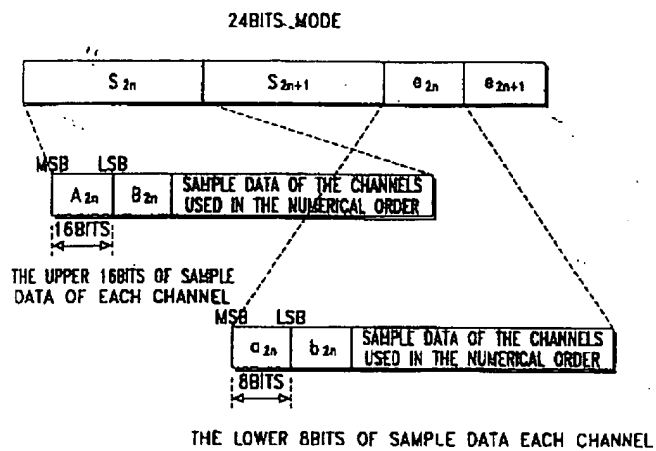 24BITS MODE
S2n S2n+1 e2n e2n+1
MSB LSB
A2n B2n SAMPLE DATA OF THE CHANNELS
USED IN THE NUMERICAL ORDER
16BITS
THE UPPER 16BITS OF SAMPLE
DATA OF EACH CHANNEL
MSB LSB
a2n b2n SAMPLE DATA OF THE CHANNELS
USED IN THE NUMERICAL ORDER
8BITS
THE LOWER 8BITS OF SAMPLE DATA EACH CHANNEL